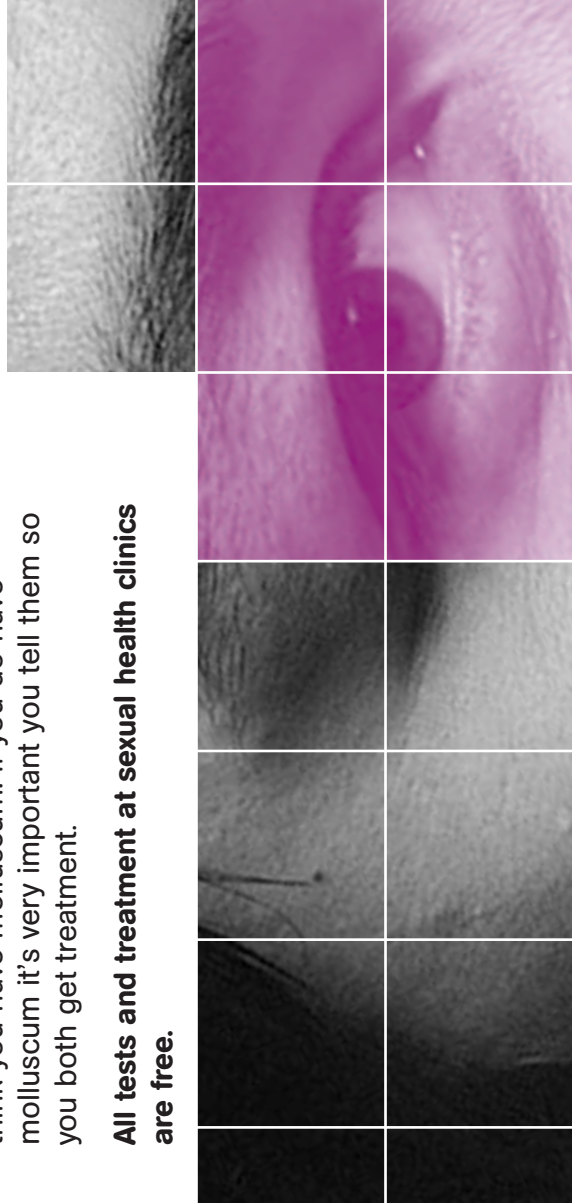 molluscum it's very important you tell them so
you both get treatment.
All tests and treatment at sexual health clinics
are free.